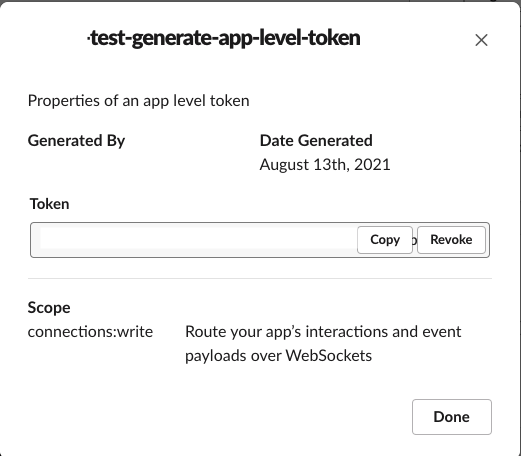 test-generate-app-level-token
Properties of an app level token
Generated By
Date Generated
August 13th, 2021
Token
Copy
Revoke
Scope
connections:write
Route your app’s interactions and event
payloads over WebSockets
Done